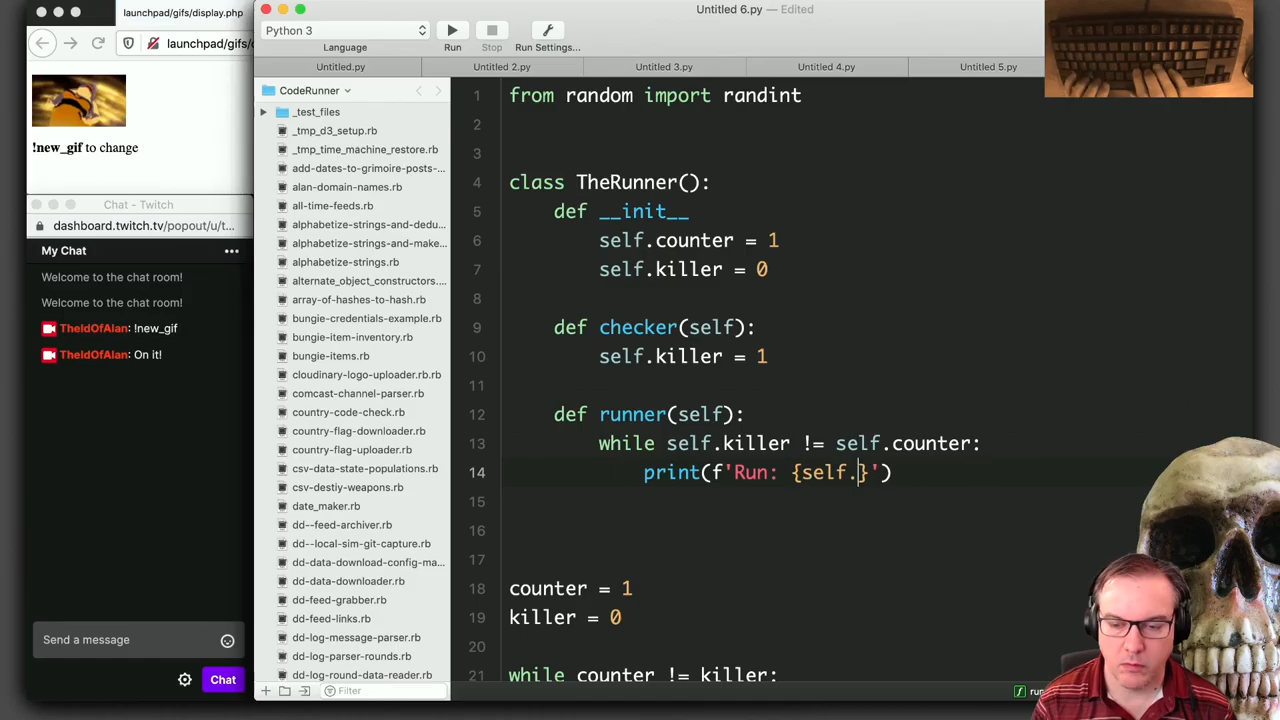 launchpad/gifs/display.php
launchpad/gifs/
!new_gif to change
Chat - Twitch
dashboard.twitch.tv/popout/u/t...
My Chat
Welcome to the chat room!
Welcome to the chat room!
TheIdOfAlan: !new_gif
TheIdOfAlan: On it!
Send a message
Chat
Untitled 6.py — Edited
Python 3
Language
Run
Stop
Run Settings...
Untitled.py
Untitled 2.py
Untitled 3.py
Untitled 4.py
Untitled 5.py
CodeRunner
_test_files
_tmp_d3_setup.rb
_tmp_time_machine_restore.rb
add-dates-to-grimoire-posts-...
alan-domain-names.rb
all-time-feeds.rb
alphabetize-strings-and-dedu...
alphabetize-strings-and-make...
alphabetize-strings.rb
alternate_object_constructors....
array-of-hashes-to-hash.rb
bungie-credentials-example.rb
bungie-item-inventory.rb
bungie-items.rb
cloudinary-logo-uploader.rb.rb
comcast-channel-parser.rb
country-code-check.rb
country-flag-downloader.rb
country-flag-uploader.rb
csv-data-state-populations.rb
csv-destiy-weapons.rb
date_maker.rb
dd--feed-archiver.rb
dd--local-sim-git-capture.rb
dd-data-download-config-ma...
dd-data-downloader.rb
dd-feed-grabber.rb
dd-feed-links.rb
dd-log-message-parser.rb
dd-log-parser-rounds.rb
dd-log-round-data-reader.rb
Filter
1 from random import randint
2
3
4 class TheRunner():
5 def __init__
6 self.counter = 1
7 self.killer = 0
8
9 def checker(self):
10 self.killer = 1
11
12 def runner(self):
13 while self.killer != self.counter:
14 print(f'Run: {self.}')
15
16
17
18 counter = 1
19 killer = 0
20
21 while counter != killer: